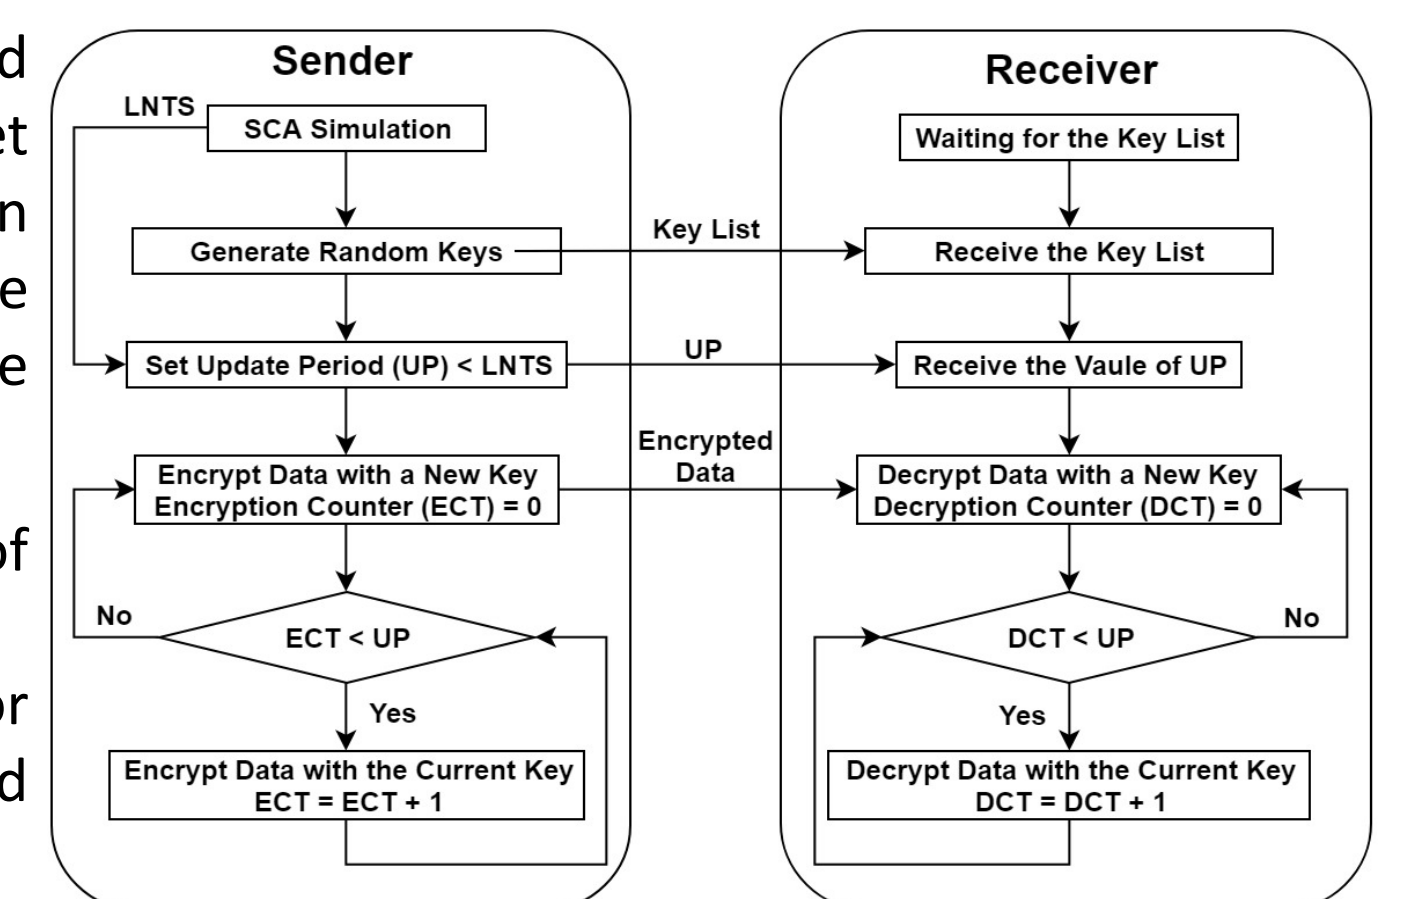 d
et
n
e
e
of
or
d
Sender
LNTS
SCA Simulation
Generate Random Keys
Set Update Period (UP) < LNTS
Encrypt Data with a New Key
Encryption Counter (ECT) = 0
No
ECT < UP
Yes
Encrypt Data with the Current Key
ECT = ECT + 1
Key List
UP
Encrypted
Data
Receiver
Waiting for the Key List
Receive the Key List
Receive the Vaule of UP
Decrypt Data with a New Key
Decryption Counter (DCT) = 0
DCT < UP
No
Yes
Decrypt Data with the Current Key
DCT = DCT + 1